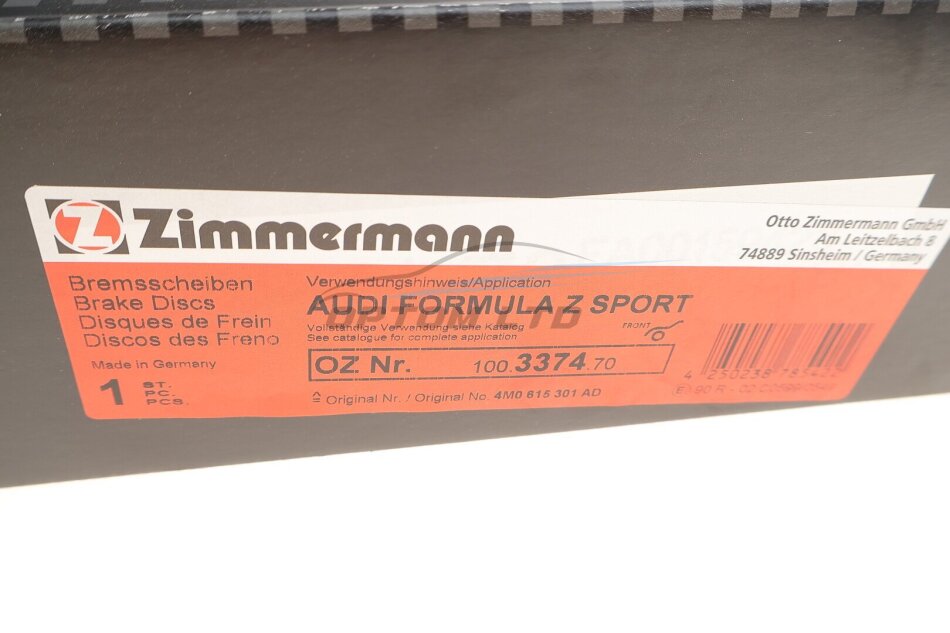 Z Zimmermann
Otto Zimmermann GmbH
Am Leitzelbach 8
74889 Sinsheim / Germany
Bremsscheiben
Brake Discs
Disques de Frein
Discos des Freno
Made in Germany
1 ST.
PC.
PCS.
Verwendungshinweis/Application
AUDI FORMULA Z SPORT
OPTOM LTD
Vollständige Verwendung siehe Katalog
See catalogue for complete application
FRONT
OZ Nr. 100.3374.70
≙ Original Nr. / Original No. 4M0 615 301 AD